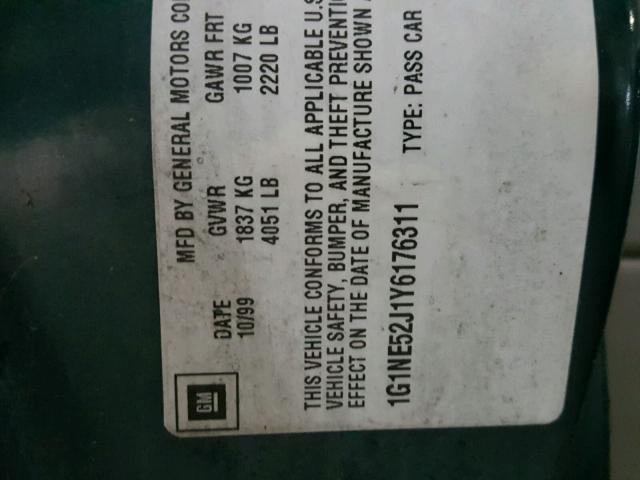 MFD BY GENERAL MOTORS
DATE GVWR GAWR FRT
10/99 1837 KG 1007 KG
4051 LB 2220 LB
THIS VEHICLE CONFORMS TO ALL APPLICABLE U.S
VEHICLE SAFETY, BUMPER, AND THEFT PREVENTIO
EFFECT ON THE DATE OF MANUFACTURE SHOWN A
1G1NE52J1Y6176311 TYPE: PASS CAR
GM